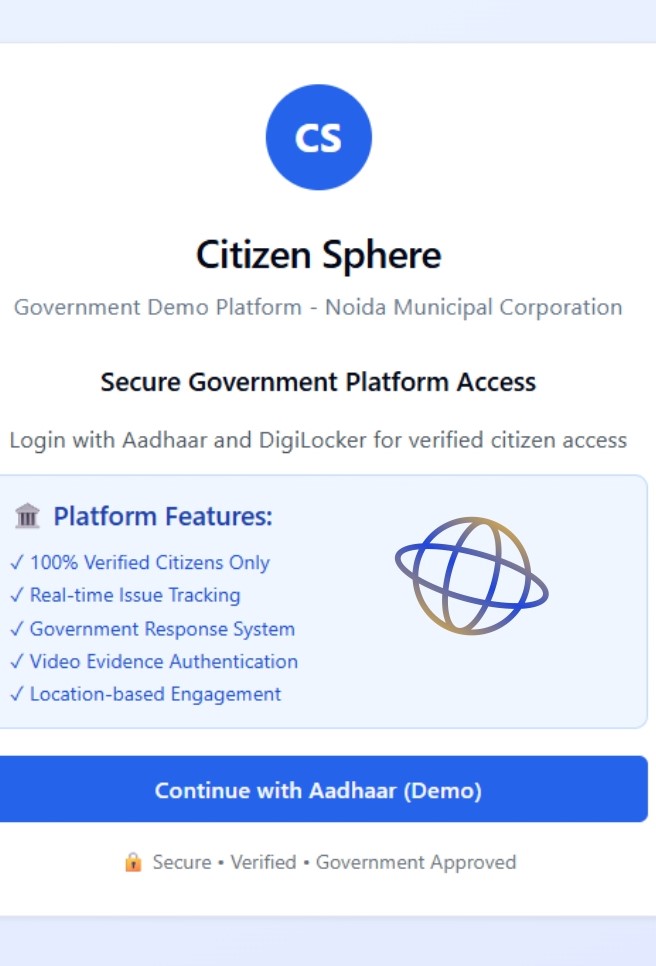 CS
Citizen Sphere
Government Demo Platform - Noida Municipal Corporation
Secure Government Platform Access
Login with Aadhaar and DigiLocker for verified citizen access
🏛️ Platform Features:
✓ 100% Verified Citizens Only
✓ Real-time Issue Tracking
✓ Government Response System
✓ Video Evidence Authentication
✓ Location-based Engagement
Continue with Aadhaar (Demo)
🔒 Secure • Verified • Government Approved